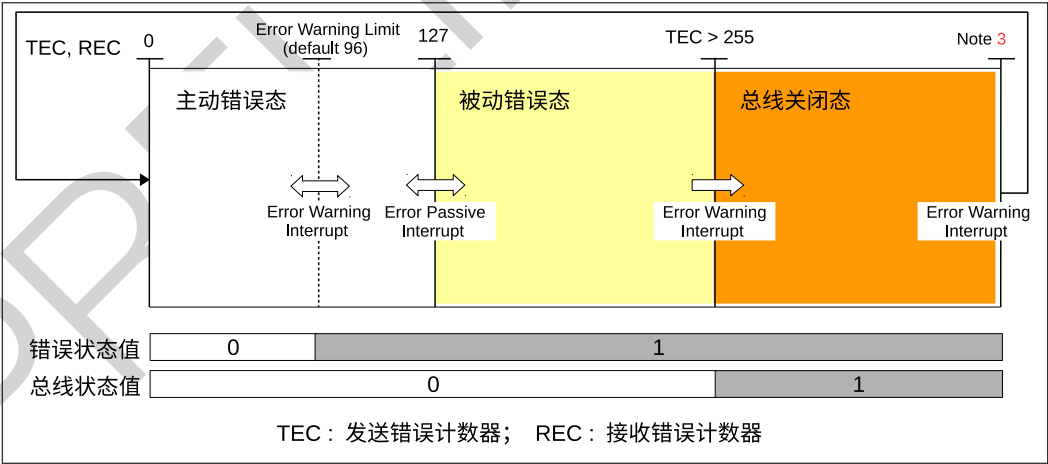 TEC, REC
0
Error Warning Limit
(default 96)
127
TEC > 255
Note 3
主动错误态
被动错误态
总线关闭态
Error Warning
Interrupt
Error Passive
Interrupt
Error Warning
Interrupt
Error Warning
Interrupt
错误状态值
0
1
总线状态值
0
1
TEC : 发送错误计数器； REC : 接收错误计数器